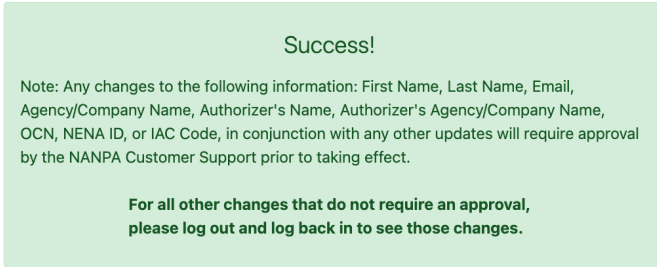 Success!
Note: Any changes to the following information: First Name, Last Name, Email,
Agency/Company Name, Authorizer's Name, Authorizer's Agency/Company Name,
OCN, NENA ID, or IAC Code, in conjunction with any other updates will require approval
by the NANPA Customer Support prior to taking effect.
For all other changes that do not require an approval,
please log out and log back in to see those changes.